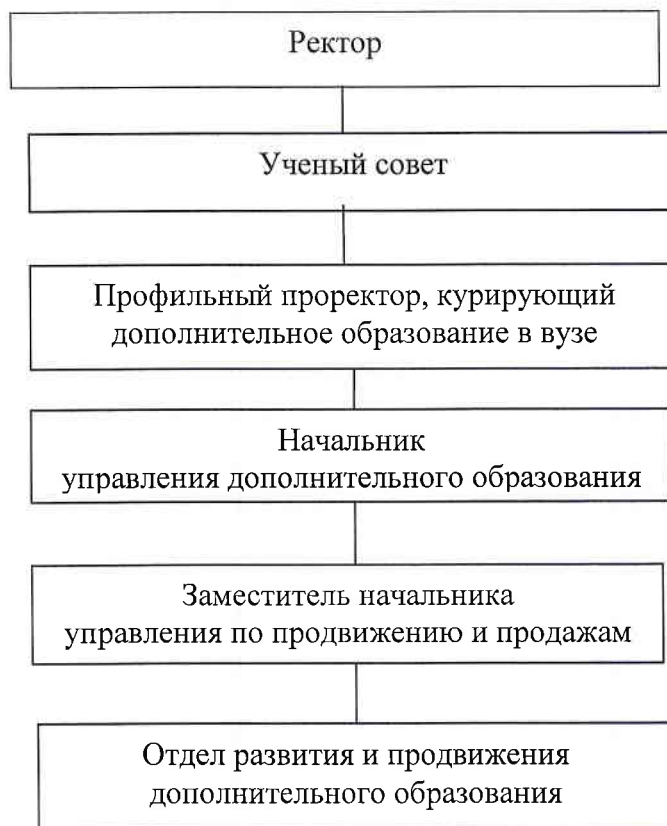 Ректор
Ученый совет
Профильный проректор, курирующий
дополнительное образование в вузе
Начальник
управления дополнительного образования
Заместитель начальника
управления по продвижению и продажам
Отдел развития и продвижения
дополнительного образования